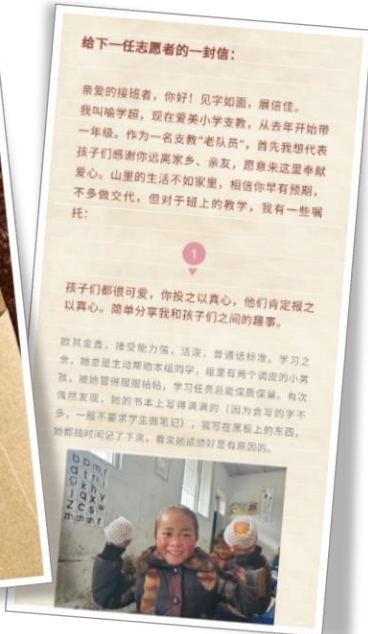 给下一任志愿者的一封信：
亲爱的接班者，你好！见字如面，展信佳。
我叫喻学超，现在爱美小学支教，从去年开始带
一年级。作为一名支教“老队员”，首先我想代表
孩子们感谢你远离家乡、亲友，愿意来这里奉献
爱心。山里的生活不如家里，相信你早有预期，
不多做交代，但对于班上的教学，我有一些嘱
托：
1
孩子们都很可爱，你投之以真心，他们肯定报之
以真心。简单分享我和孩子们之间的趣事。
欧其金鑫，接受能力强，活泼，普通话标准。学习之
余，她总是主动帮助本组同学，组里有两个调皮的小男
孩，被她管得服服帖帖，学习任务总能保质保量。有次
偶然发现，她的书本上写得满满的（因为会写的字不
多，一般不要求学生做笔记），我写在黑板上的东西，
她都抽时间记了下来，看来她成绩好是有原因的。